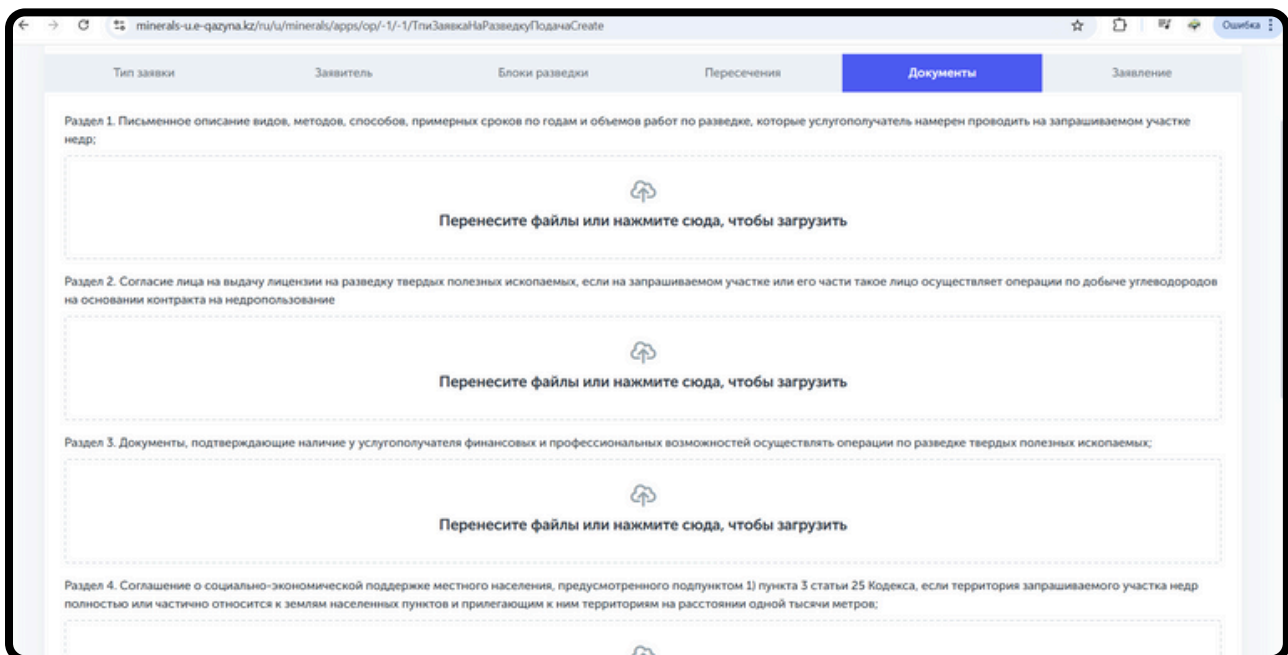 minerals-u.e-qazyna.kz/ru/u/minerals/apps/op/-1/-1/ТпиЗаявкаНаРазведкуПодачаCreate
Ошибка
Тип заявки
Заявитель
Блоки разведки
Пересечения
Документы
Заявление
Раздел 1. Письменное описание видов, методов, способов, примерных сроков по годам и объемов работ по разведке, которые услугополучатель намерен проводить на запрашиваемом участке
недр;
Перенесите файлы или нажмите сюда, чтобы загрузить
Раздел 2. Согласие лица на выдачу лицензии на разведку твердых полезных ископаемых, если на запрашиваемом участке или его части такое лицо осуществляет операции по добыче углеводородов
на основании контракта на недропользование
Перенесите файлы или нажмите сюда, чтобы загрузить
Раздел 3. Документы, подтверждающие наличие у услугополучателя финансовых и профессиональных возможностей осуществлять операции по разведке твердых полезных ископаемых;
Перенесите файлы или нажмите сюда, чтобы загрузить
Раздел 4. Соглашение о социально-экономической поддержке местного населения, предусмотренного подпунктом 1) пункта 3 статьи 25 Кодекса, если территория запрашиваемого участка недр
полностью или частично относится к землям населенных пунктов и прилегающим к ним территориям на расстоянии одной тысячи метров;